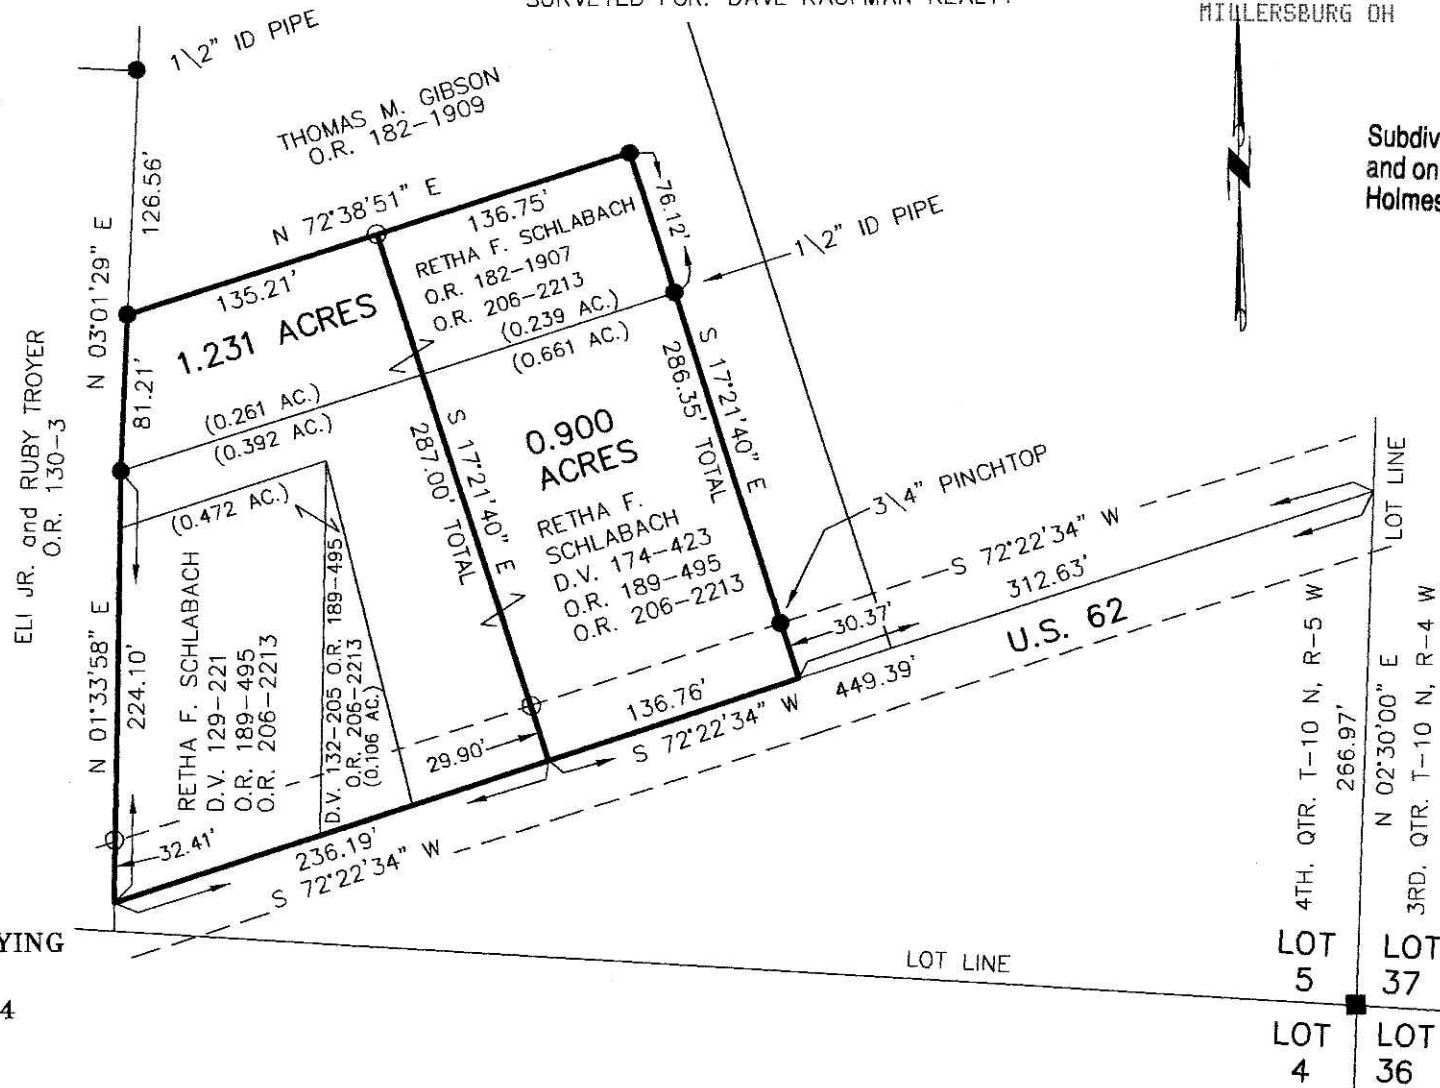 MILLERSBURG OH
1\2" ID PIPE
THOMAS M. GIBSON
O.R. 182-1909
Subdiv
and on
Holmes
126.56'
N 03°01'29" E
N 72°38'51" E
136.75'
76.12'
1\2" ID PIPE
RETHA F. SCHLABACH
O.R. 182-1907
O.R. 206-2213
(0.239 AC.)
(0.661 AC.)
135.21'
1.231 ACRES
81.21'
(0.261 AC.)
(0.392 AC.)
ELI JR. and RUBY TROYER
O.R. 130-3
S 17°21'40" E
287.00' TOTAL
S 17°21'40" E
286.35' TOTAL
0.900
ACRES
RETHA F.
SCHLABACH
D.V. 174-423
O.R. 189-495
O.R. 206-2213
3\4" PINCHTOP
LOT LINE
(0.472 AC.)
RETHA F. SCHLABACH
D.V. 129-221
O.R. 189-495
O.R. 206-2213
D.V. 132-205 O.R. 189-495
O.R. 206-2213
(0.106 AC.)
N 01°33'58" E
224.10'
S 72°22'34" W
312.63'
U.S. 62
30.37'
449.39'
136.76'
S 72°22'34" W
29.90'
32.41'
236.19'
S 72°22'34" W
4TH. QTR. T-10 N, R-5 W
266.97'
N 02°30'00" E
3RD. QTR. T-10 N, R-4 W
YING
4
LOT LINE
LOT
5
LOT
37
LOT
4
LOT
36